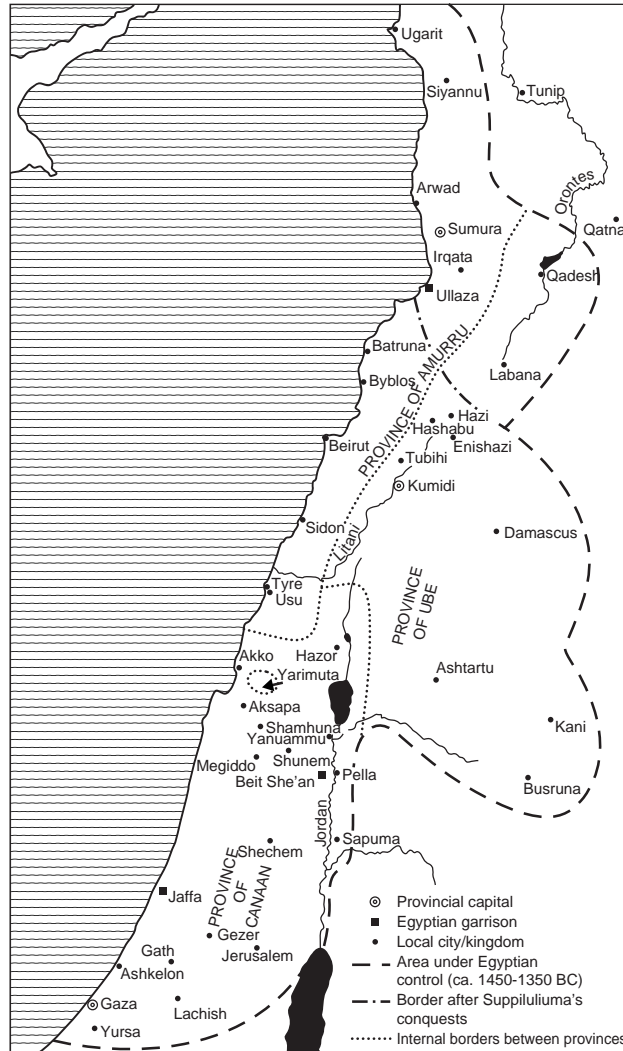 Ugarit
Siyannu
Tunip
Orontes
Arwad
Sumura
Qatna
Irqata
Qadesh
Ullaza
PROVINCE OF AMURRU
Batruna
Labana
Byblos
Hazi
Hashabu
Beirut
Enishazi
Tubihi
Kumidi
Sidon
Damascus
Litani
Tyre
Usu
PROVINCE
OF UBE
Hazor
Akko
Yarimuta
Ashtartu
Aksapa
Shamhuna
Kani
Yanuammu
Shunem
Megiddo
Beit She'an
Pella
Busruna
Jordan
Sapuma
Shechem
PROVINCE
OF
CANAAN
Jaffa
Gezer
Gath
Jerusalem
Ashkelon
Gaza
Lachish
Yursa
Provincial capital
Egyptian garrison
Local city/kingdom
Area under Egyptian
control (ca. 1450-1350 BC)
Border after Suppiluliuma's
conquests
Internal borders between provinces